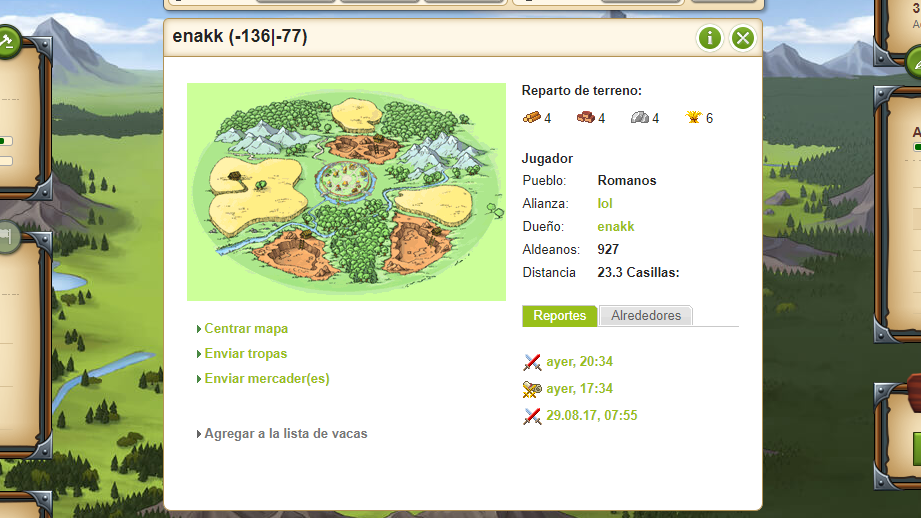 enakk (-136|-77)
Reparto de terreno:
4 4 4 6
Jugador
Pueblo: Romanos
Alianza: lol
Dueño: enakk
Aldeanos: 927
Distancia 23.3 Casillas:
Reportes Alrededores
ayer, 20:34
ayer, 17:34
29.08.17, 07:55
Centrar mapa
Enviar tropas
Enviar mercader(es)
Agregar a la lista de vacas